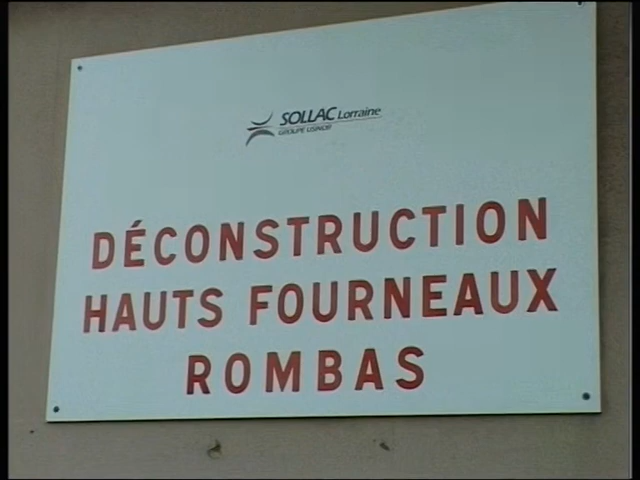 SOLLAC Lorraine
GROUPE USINOR
DÉCONSTRUCTION
HAUTS FOURNEAUX
ROMBAS